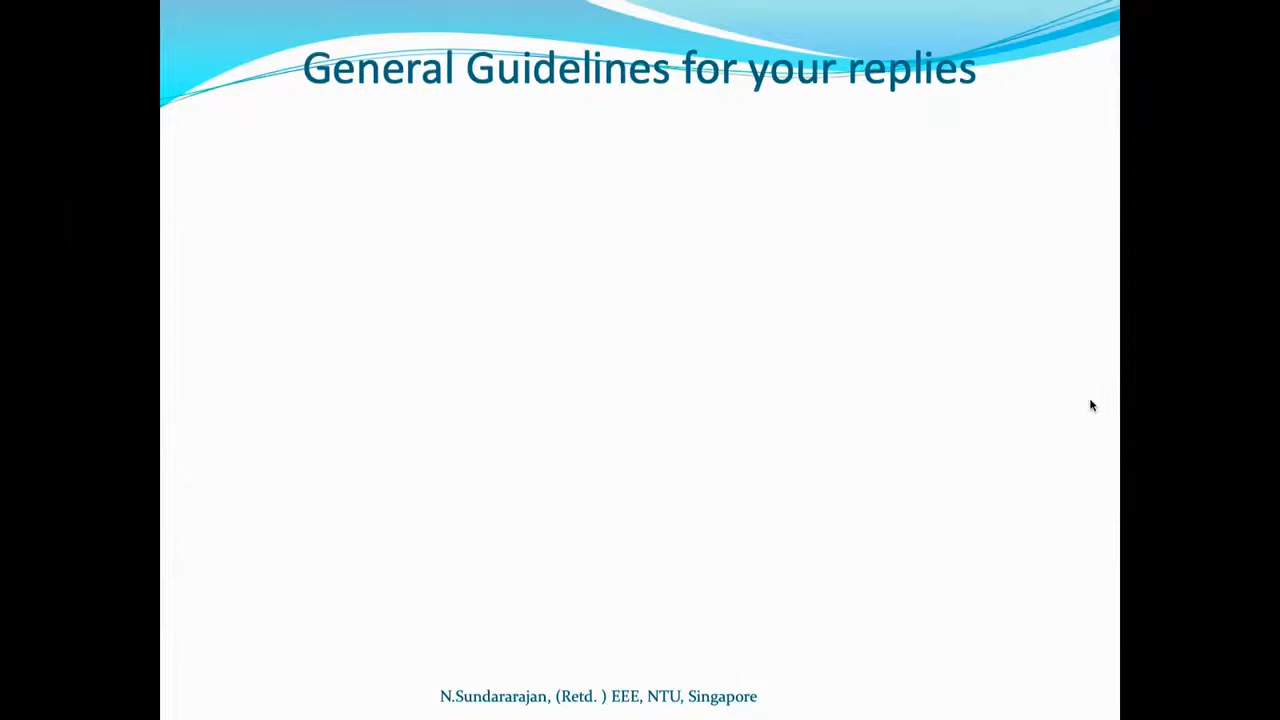 General Guidelines for your replies
N.Sundararajan, (Retd. ) EEE, NTU, Singapore